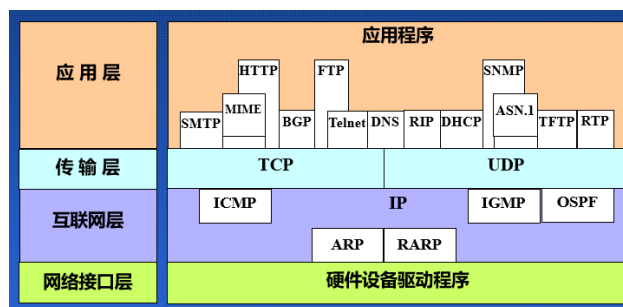 应用层
应用程序
HTTP
FTP
SNMP
MIME
ASN.1
SMTP
BGP
Telnet
DNS
RIP
DHCP
TFTP
RTP
传输层
TCP
UDP
互联网层
ICMP
IP
IGMP
OSPF
ARP
RARP
网络接口层
硬件设备驱动程序